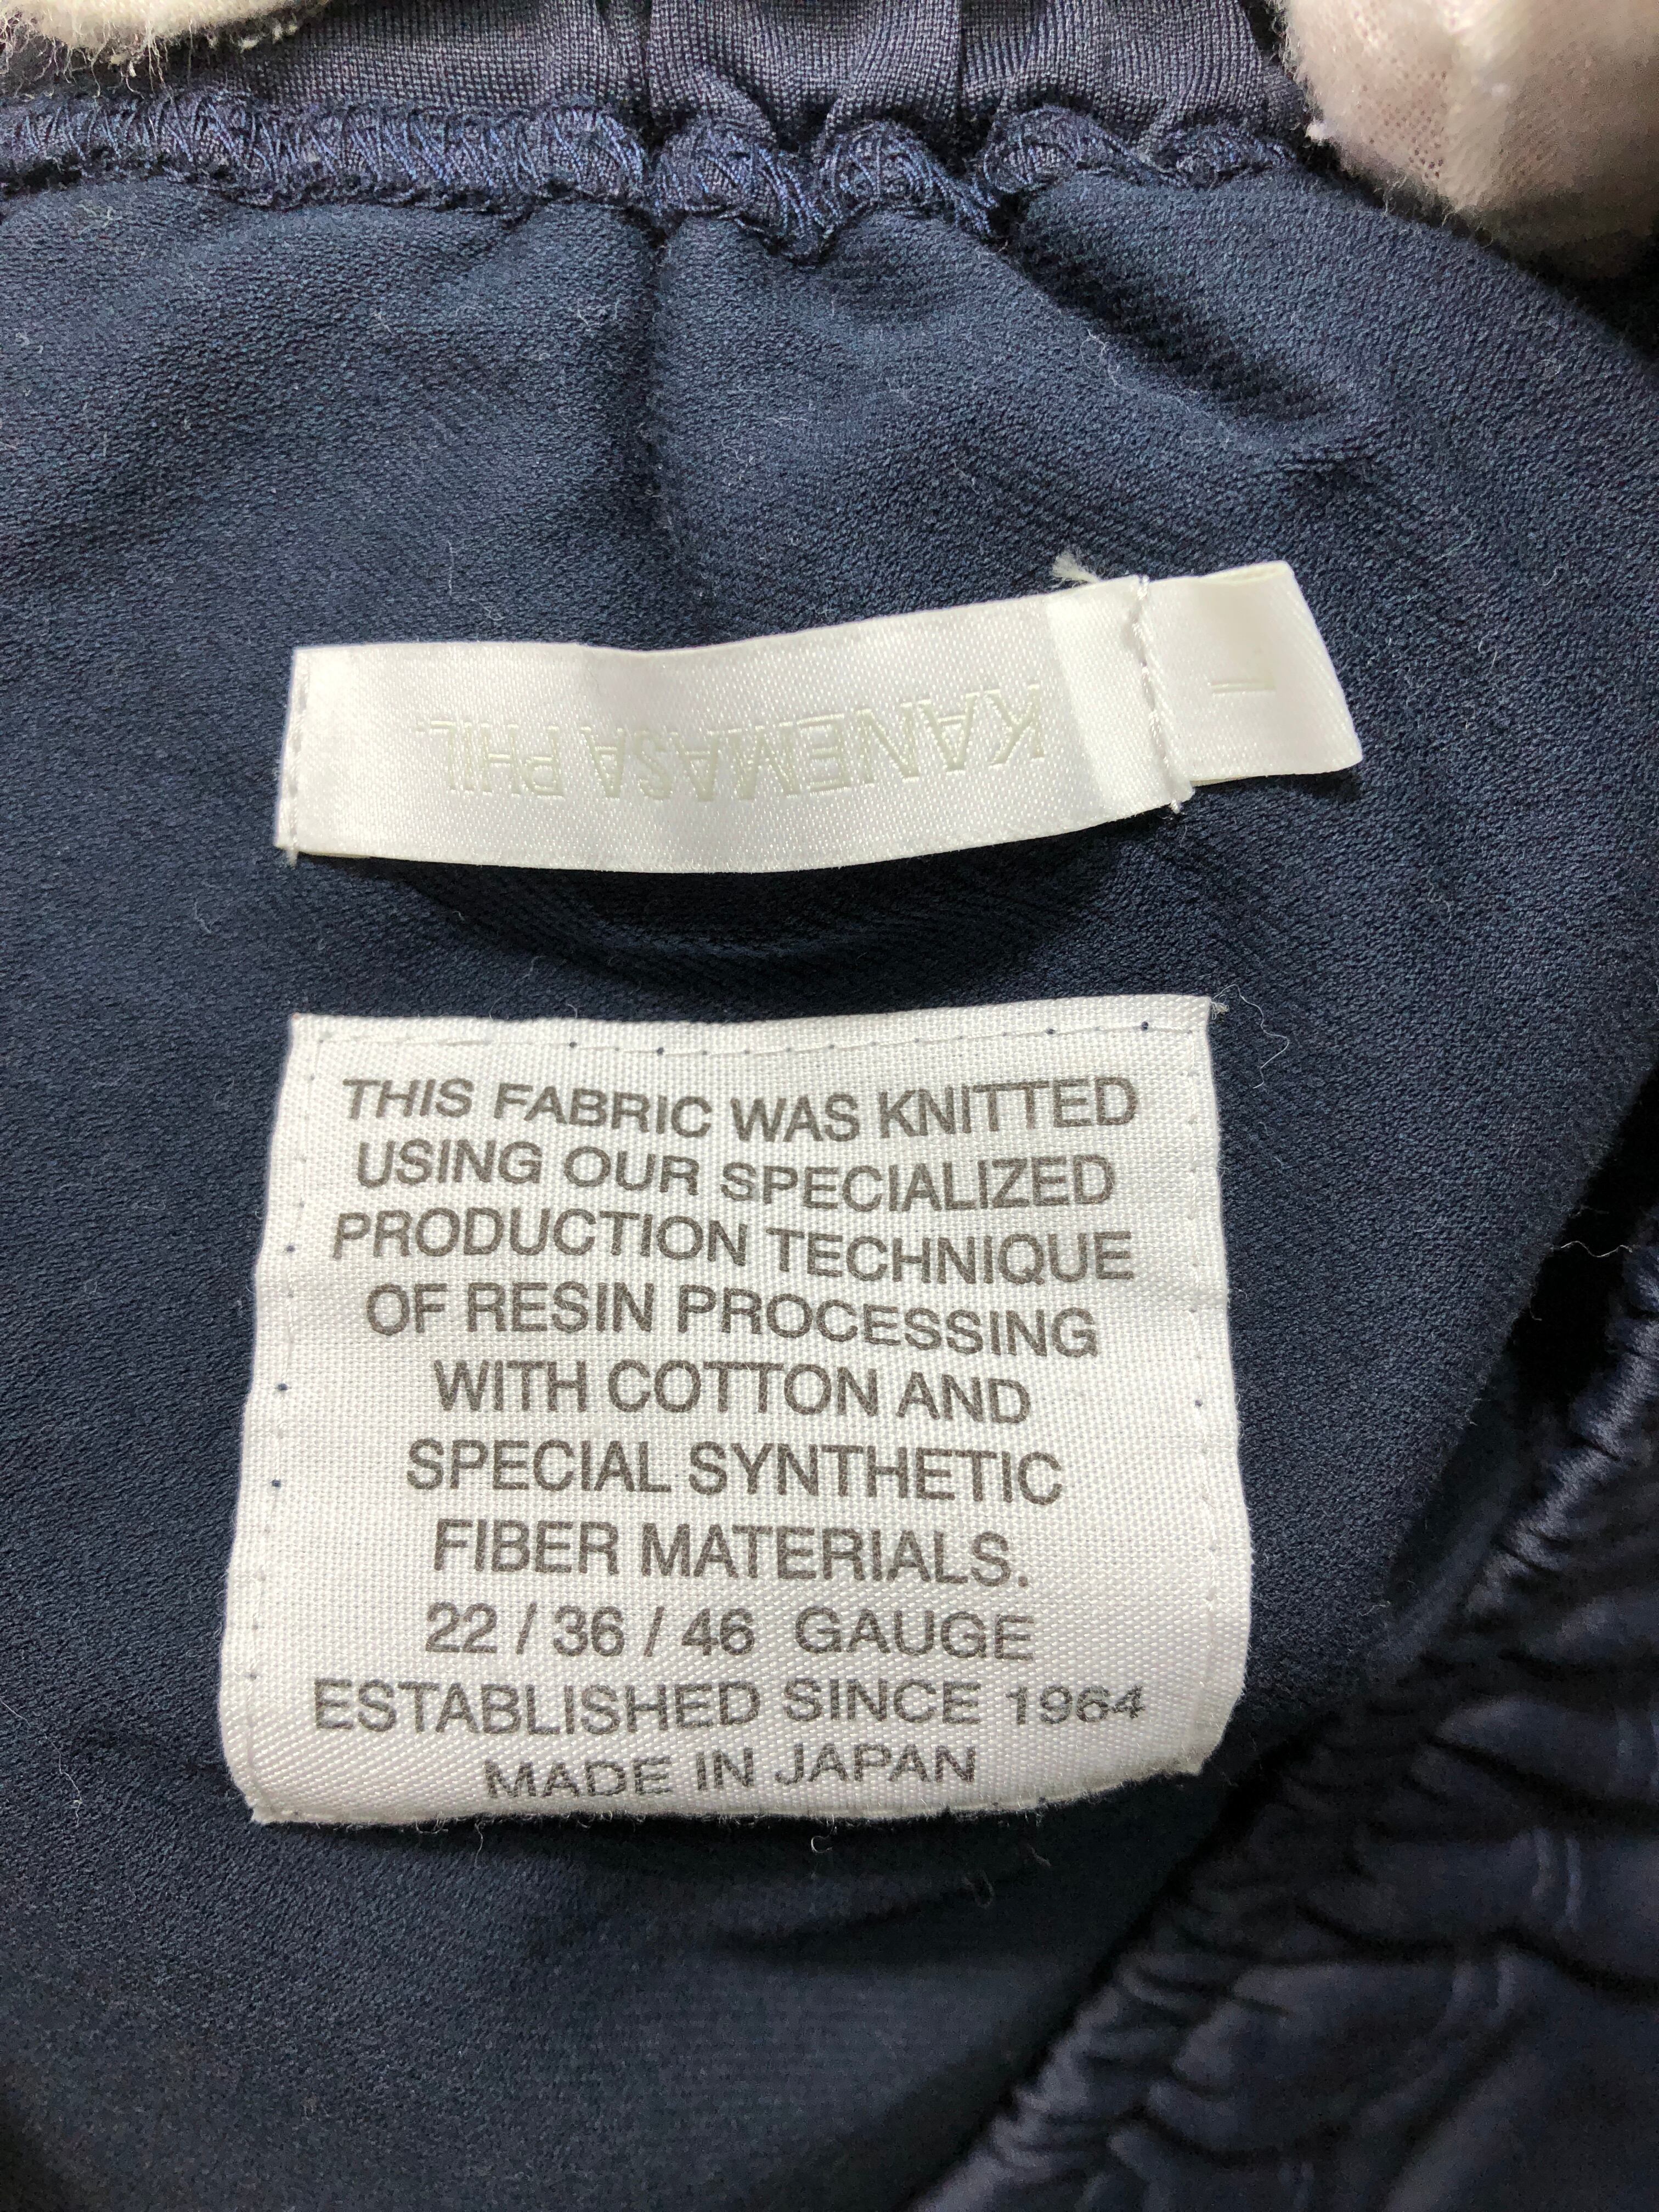 KANEMASA PHIL.
L
THIS FABRIC WAS KNITTED
USING OUR SPECIALIZED
PRODUCTION TECHNIQUE
OF RESIN PROCESSING
WITH COTTON AND
SPECIAL SYNTHETIC
FIBER MATERIALS.
22 / 36 / 46 GAUGE
ESTABLISHED SINCE 1964
MADE IN JAPAN